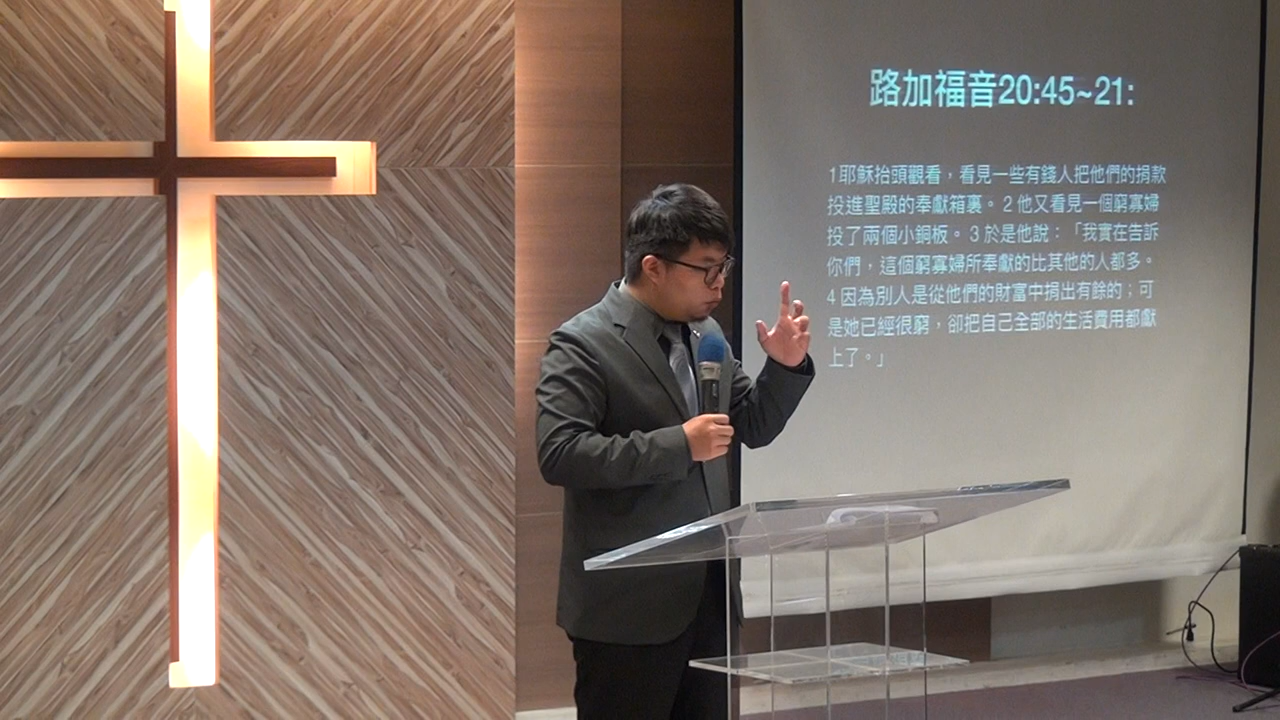 路加福音20:45~21:
1 耶穌抬頭觀看，看見一些有錢人把他們的捐款
投進聖殿的奉獻箱裏。 2 他又看見一個窮寡婦
投了兩個小銅板。 3 於是他說：「我實在告訴
你們，這個窮寡婦所奉獻的比其他的人都多。
4 因為別人是從他們的財富中捐出有餘的；可
是她已經很窮，卻把自己全部的生活費用都獻
上了。」